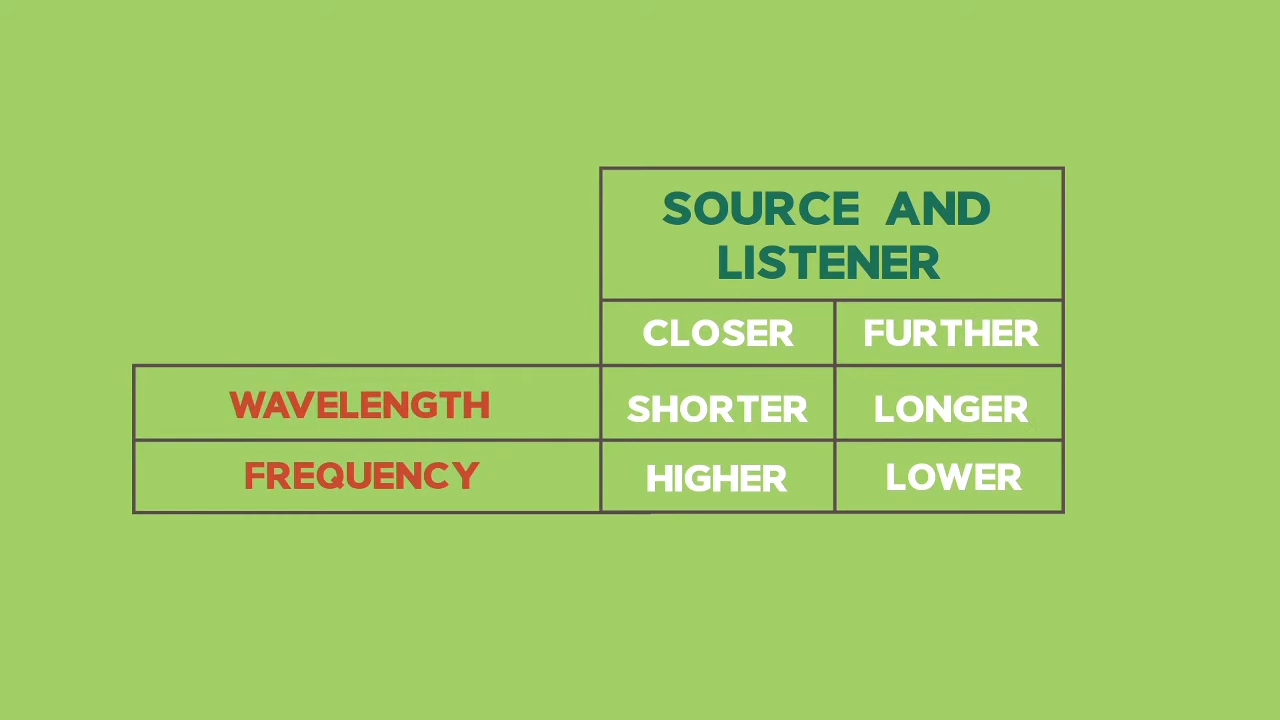 SOURCE AND
LISTENER
CLOSER FURTHER
WAVELENGTH SHORTER LONGER
FREQUENCY HIGHER LOWER